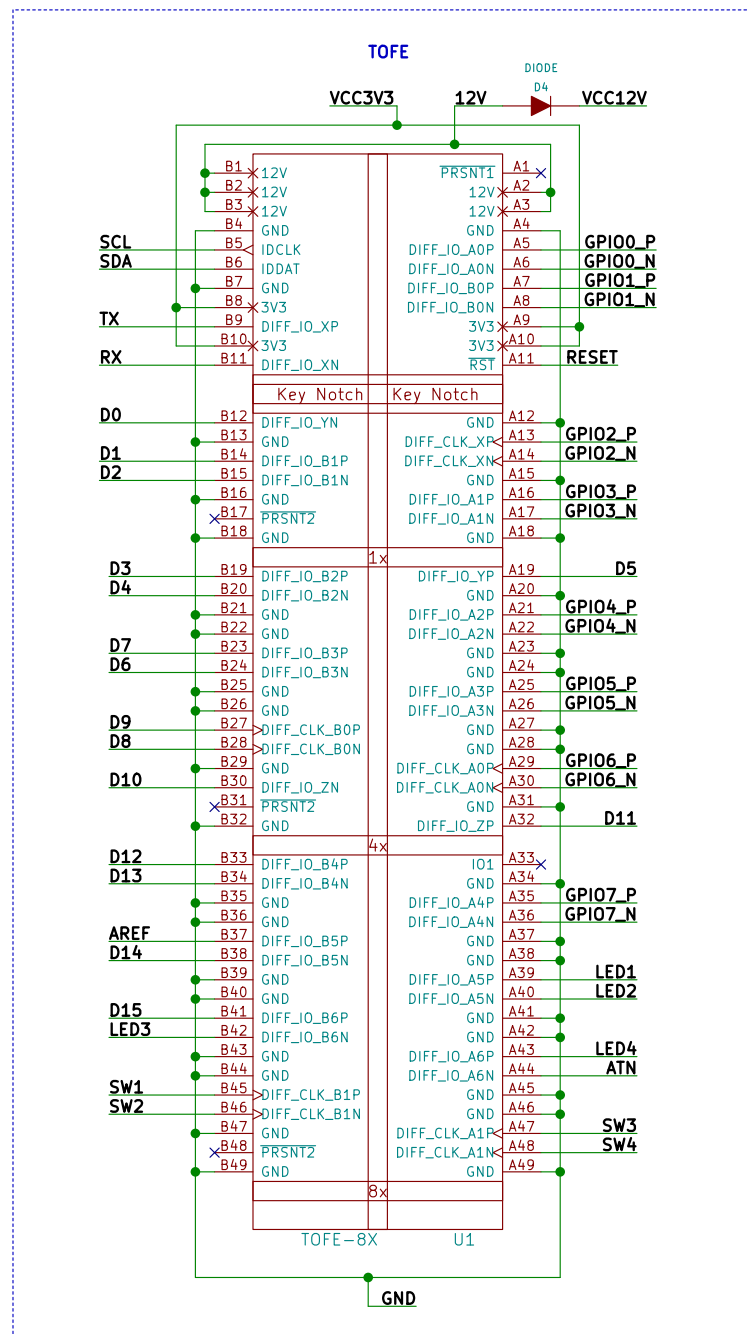 TOFE
DIODE
D4
VCC3V3 12V VCC12V
B1 12V PRSNT1 A1
B2 12V 12V A2
B3 12V 12V A3
B4 GND GND A4
SCL B5 IDCLK DIFF_IO_A0P A5 GPIO0_P
SDA B6 IDDAT DIFF_IO_A0N A6 GPIO0_N
B7 GND DIFF_IO_B0P A7 GPIO1_P
B8 3V3 DIFF_IO_B0N A8 GPIO1_N
TX B9 DIFF_IO_XP 3V3 A9
B10 3V3 3V3 A10
RX B11 DIFF_IO_XN RST A11 RESET
Key Notch Key Notch
D0 B12 DIFF_IO_YN GND A12
B13 GND DIFF_CLK_XP A13 GPIO2_P
D1 B14 DIFF_IO_B1P DIFF_CLK_XN A14 GPIO2_N
D2 B15 DIFF_IO_B1N GND A15
B16 GND DIFF_IO_A1P A16 GPIO3_P
B17 PRSNT2 DIFF_IO_A1N A17 GPIO3_N
B18 GND GND A18
1x
D3 B19 DIFF_IO_B2P DIFF_IO_YP A19 D5
D4 B20 DIFF_IO_B2N GND A20
B21 GND DIFF_IO_A2P A21 GPIO4_P
B22 GND DIFF_IO_A2N A22 GPIO4_N
D7 B23 DIFF_IO_B3P GND A23
D6 B24 DIFF_IO_B3N GND A24
B25 GND DIFF_IO_A3P A25 GPIO5_P
B26 GND DIFF_IO_A3N A26 GPIO5_N
D9 B27 DIFF_CLK_B0P GND A27
D8 B28 DIFF_CLK_B0N GND A28
B29 GND DIFF_CLK_A0P A29 GPIO6_P
D10 B30 DIFF_IO_ZN DIFF_CLK_A0N A30 GPIO6_N
B31 PRSNT2 GND A31
B32 GND DIFF_IO_ZP A32 D11
4x
D12 B33 DIFF_IO_B4P IO1 A33
D13 B34 DIFF_IO_B4N GND A34
B35 GND DIFF_IO_A4P A35 GPIO7_P
B36 GND DIFF_IO_A4N A36 GPIO7_N
AREF B37 DIFF_IO_B5P GND A37
D14 B38 DIFF_IO_B5N GND A38
B39 GND DIFF_IO_A5P A39 LED1
B40 GND DIFF_IO_A5N A40 LED2
D15 B41 DIFF_IO_B6P GND A41
LED3 B42 DIFF_IO_B6N GND A42
B43 GND DIFF_IO_A6P A43 LED4
B44 GND DIFF_IO_A6N A44 ATN
SW1 B45 DIFF_CLK_B1P GND A45
SW2 B46 DIFF_CLK_B1N GND A46
B47 GND DIFF_CLK_A1P A47 SW3
B48 PRSNT2 DIFF_CLK_A1N A48 SW4
B49 GND GND A49
8x
TOFE-8X U1
GND